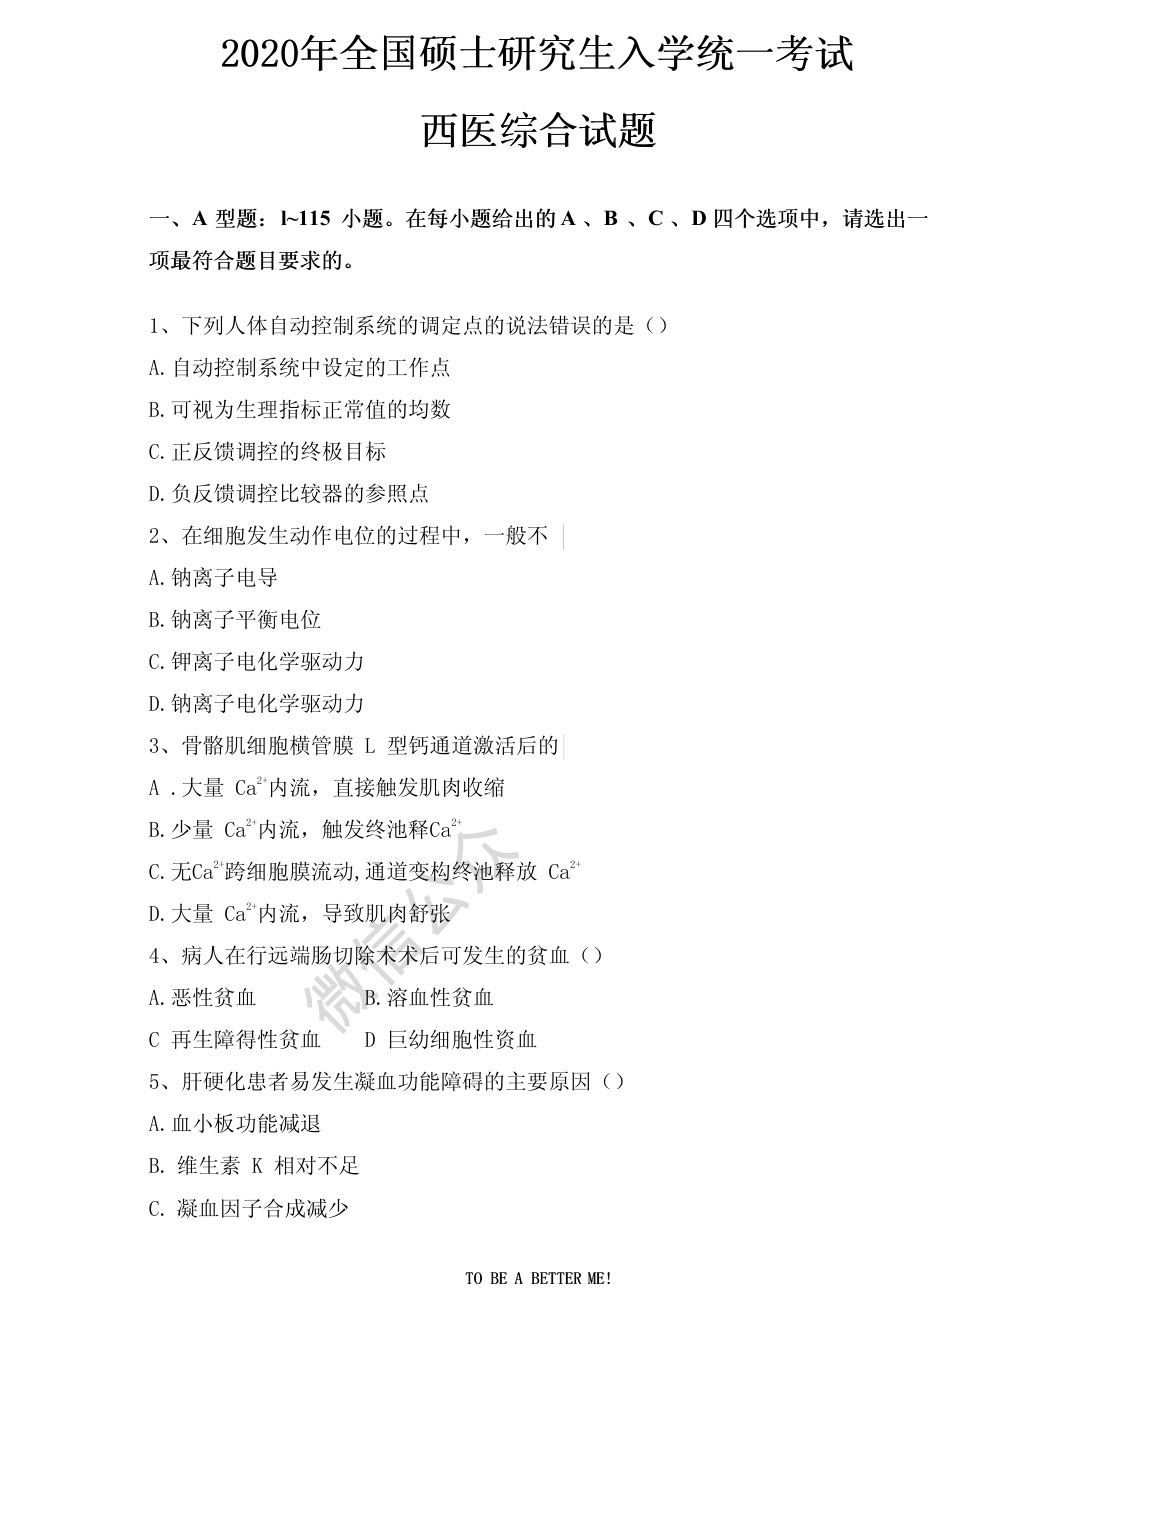 2020年全国硕士研究生入学统一考试
西医综合试题
一、A 型题：l~115 小题。在每小题给出的 A 、B 、C 、D 四个选项中，请选出一
项最符合题目要求的。
1、下列人体自动控制系统的调定点的说法错误的是（）
A.自动控制系统中设定的工作点
B.可视为生理指标正常值的均数
C.正反馈调控的终极目标
D.负反馈调控比较器的参照点
2、在细胞发生动作电位的过程中，一般不
A.钠离子电导
B.钠离子平衡电位
C.钾离子电化学驱动力
D.钠离子电化学驱动力
3、骨骼肌细胞横管膜 L 型钙通道激活后的
A .大量 Ca²⁺内流，直接触发肌肉收缩
B.少量 Ca²⁺内流，触发终池释Ca²⁺
C.无Ca²⁺跨细胞膜流动,通道变构终池释放 Ca²⁺
D.大量 Ca²⁺内流，导致肌肉舒张
4、病人在行远端肠切除术术后可发生的贫血（）
A.恶性贫血 B.溶血性贫血
C 再生障得性贫血 D 巨幼细胞性资血
5、肝硬化患者易发生凝血功能障碍的主要原因（）
A.血小板功能减退
B. 维生素 K 相对不足
C. 凝血因子合成减少
微信公众
TO BE A BETTER ME!